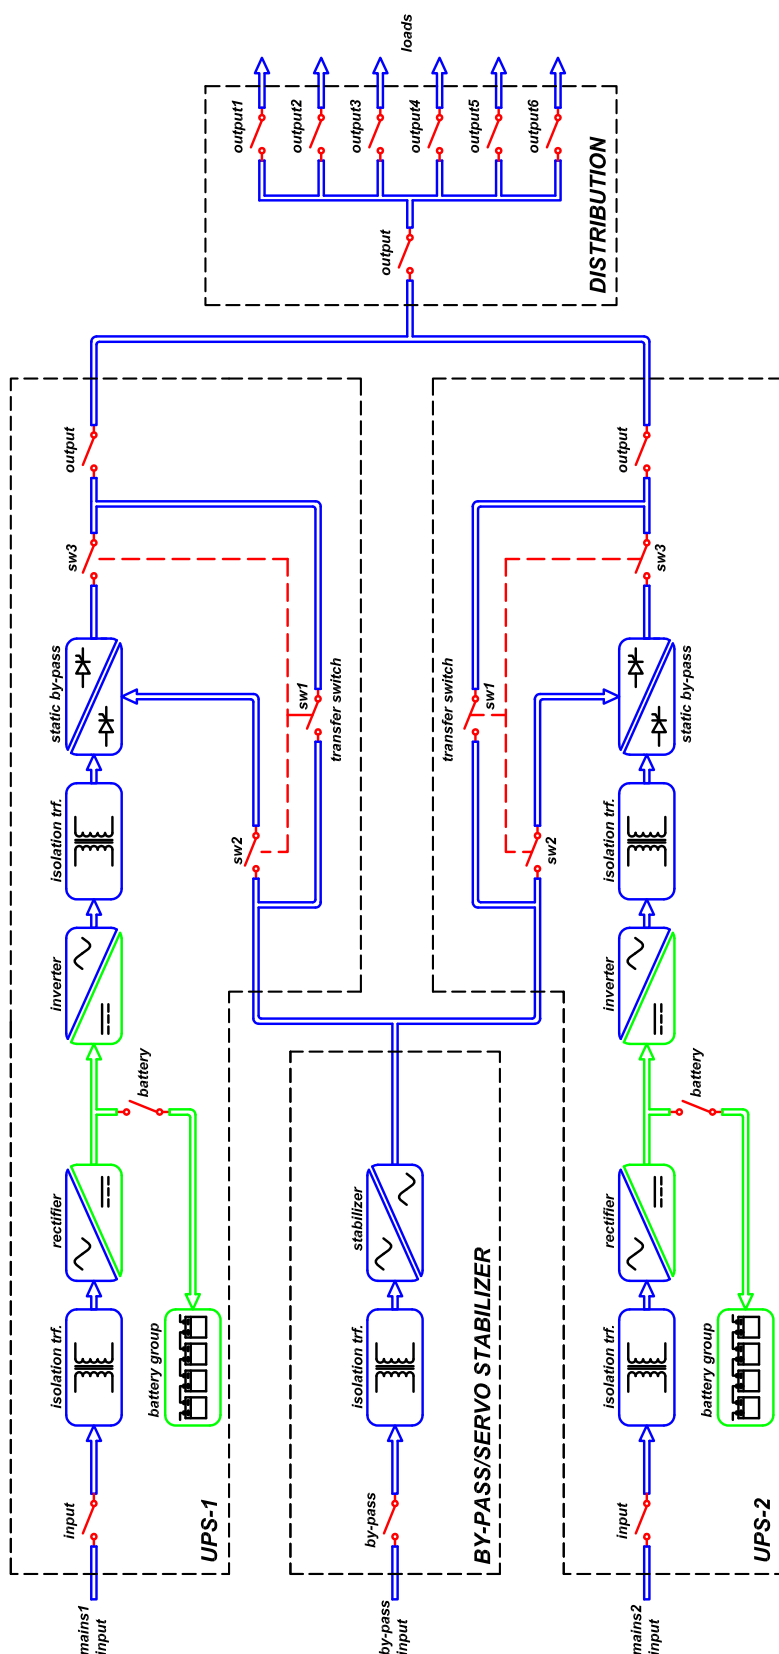 loads
output1
output2
output3
output4
output5
output6
output
DISTRIBUTION
output
sw3
static by-pass
sw1
transfer switch
sw2
isolation trf.
inverter
battery
rectifier
isolation trf.
battery group
input
UPS-1
mains1
input
stabilizer
isolation trf.
by-pass
BY-PASS/SERVO STABILIZER
by-pass
input
output
sw3
static by-pass
transfer switch
sw1
sw2
isolation trf.
inverter
battery
rectifier
isolation trf.
battery group
input
UPS-2
mains2
input